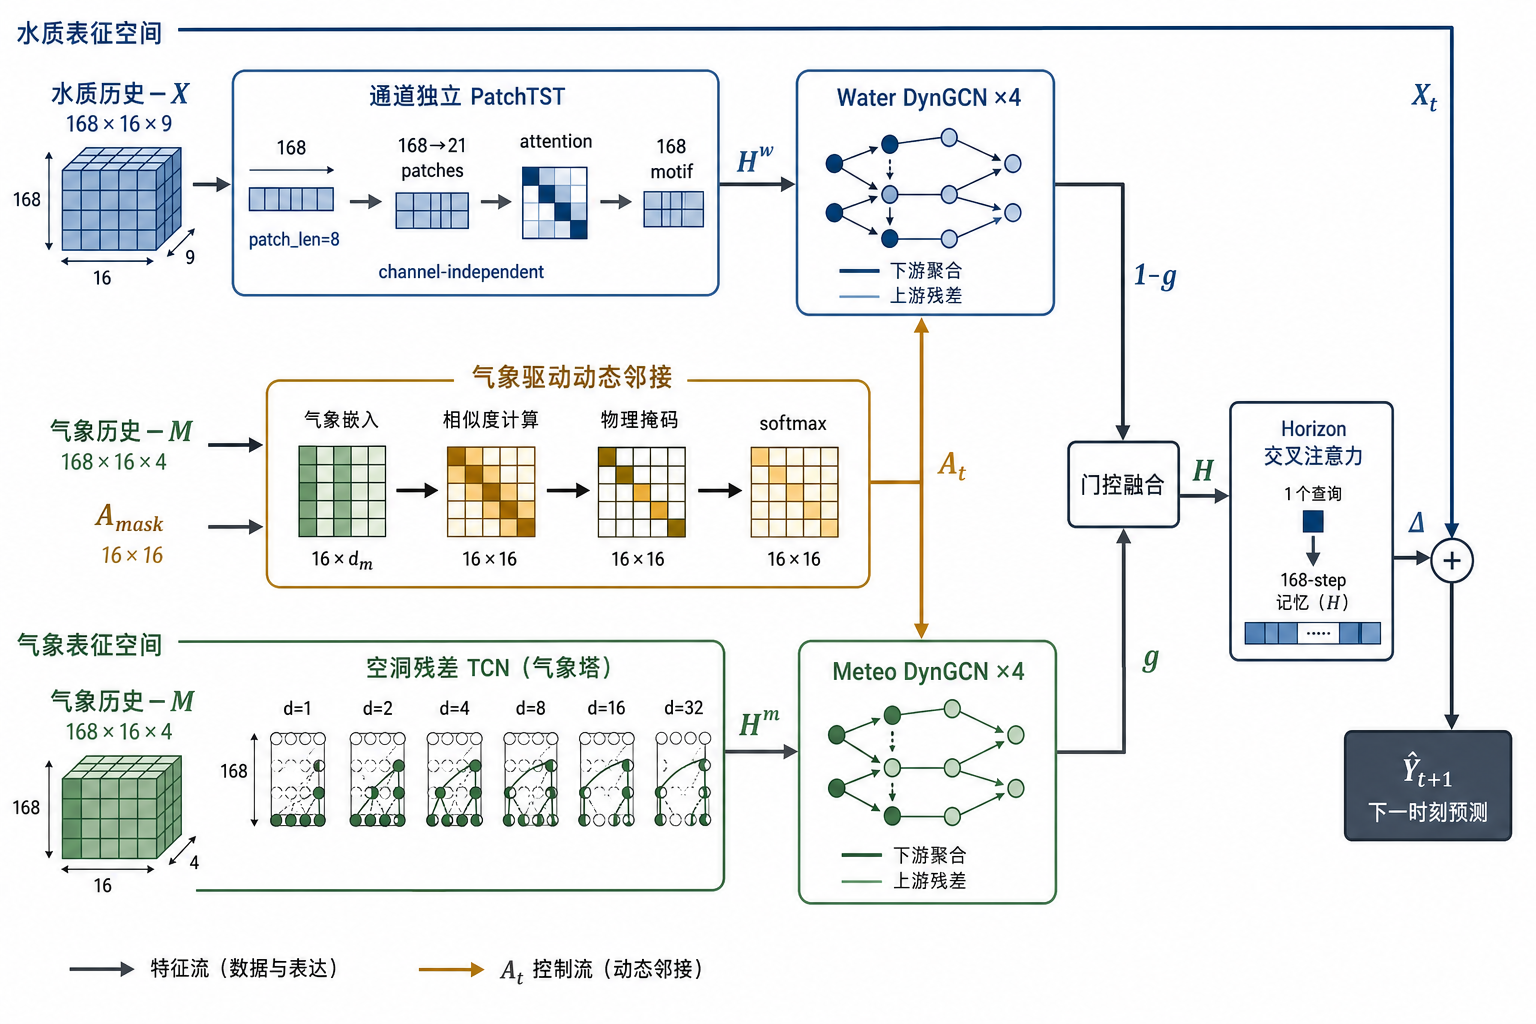 水质表征空间
水质历史－X
168 × 16 × 9
168
16
9
通道独立 PatchTST
168
patch_len=8
168→21
patches
attention
168
motif
channel-independent
H^w
Water DynGCN ×4
下游聚合
上游残差
X_t
1-g
气象驱动动态邻接
气象历史－M
168 × 16 × 4
A_mask
16 × 16
气象嵌入
16 × d_m
相似度计算
16 × 16
物理掩码
16 × 16
softmax
16 × 16
A_t
门控融合
H
Horizon
交叉注意力
1 个查询
168-step
记忆（H）
.....
Δ
+
气象表征空间
气象历史－M
168 × 16 × 4
168
16
4
空洞残差 TCN（气象塔）
d=1
d=2
d=4
d=8
d=16
d=32
168
H^m
Meteo DynGCN ×4
下游聚合
上游残差
g
Ŷ_{t+1}
下一时刻预测
特征流（数据与表达）
A_t 控制流（动态邻接）